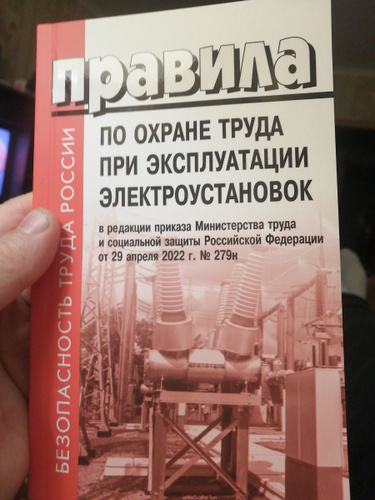 правила
ПО ОХРАНЕ ТРУДА
ПРИ ЭКСПЛУАТАЦИИ
ЭЛЕКТРОУСТАНОВОК
в редакции приказа Министерства труда
и социальной защиты Российской Федерации
от 29 апреля 2022 г. № 279н
БЕЗОПАСНОСТЬ ТРУДА РОССИИ